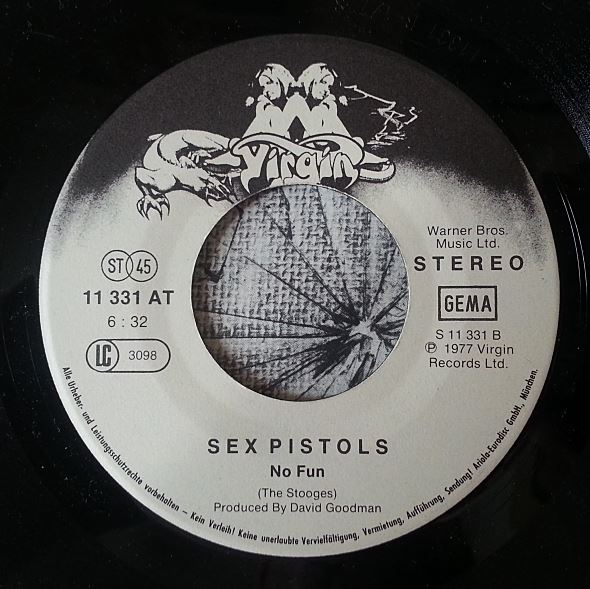 Virgin
Warner Bros.
Music Ltd.
STEREO
ST 45
11 331 AT
6 : 32
LC 3098
GEMA
S 11 331 B
Ⓟ 1977 Virgin
Records Ltd.
SEX PISTOLS
No Fun
(The Stooges)
Produced By David Goodman
Alle Urheber- und Leistungsschutzrechte vorbehalten – Kein Verleih! Keine unerlaubte Vervielfältigung, Vermietung, Aufführung, Sendung! Ariola-Eurodisc GmbH., München.